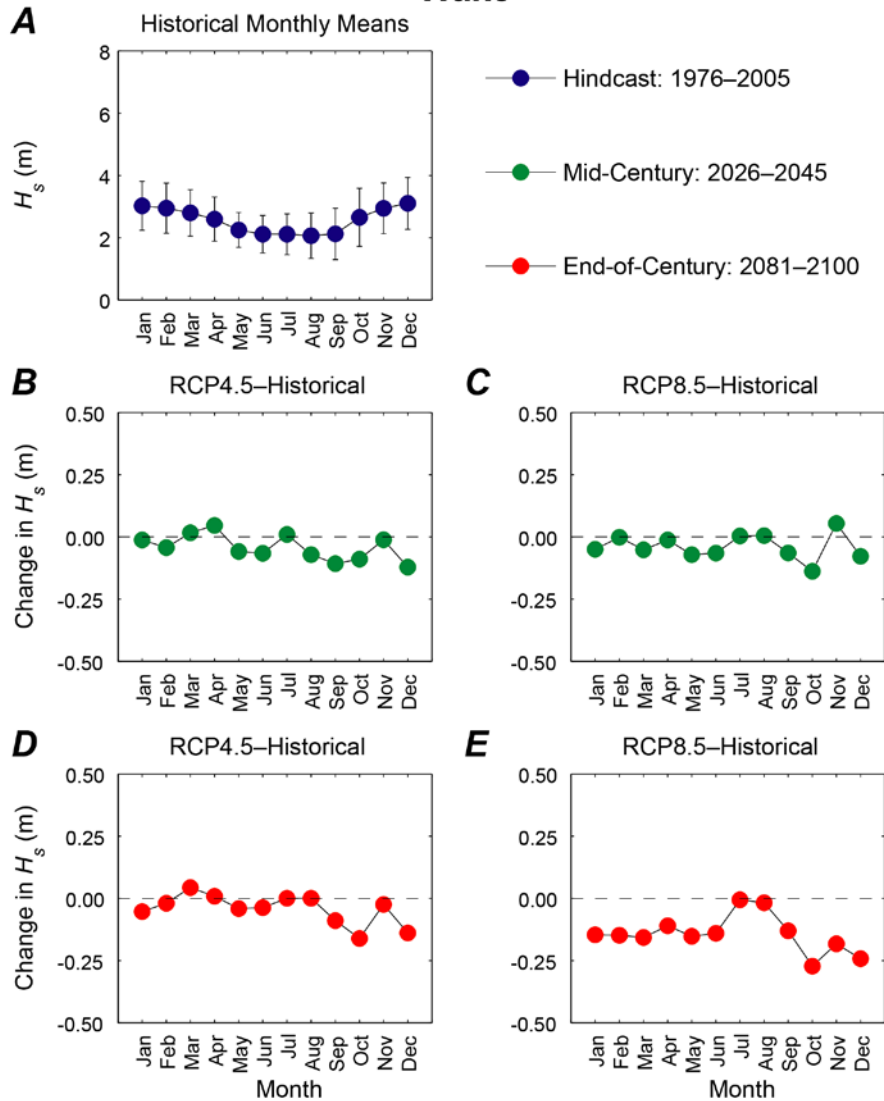 A
Historical Monthly Means
8
6
4
2
0
H_s (m)
Jan Feb Mar Apr May Jun Jul Aug Sep Oct Nov Dec
Hindcast: 1976–2005
Mid-Century: 2026–2045
End-of-Century: 2081–2100
B
RCP4.5–Historical
0.50
0.25
0.00
-0.25
-0.50
Change in H_s (m)
Jan Feb Mar Apr May Jun Jul Aug Sep Oct Nov Dec
C
RCP8.5–Historical
0.50
0.25
0.00
-0.25
-0.50
Jan Feb Mar Apr May Jun Jul Aug Sep Oct Nov Dec
D
RCP4.5–Historical
0.50
0.25
0.00
-0.25
-0.50
Change in H_s (m)
Jan Feb Mar Apr May Jun Jul Aug Sep Oct Nov Dec
Month
E
RCP8.5–Historical
0.50
0.25
0.00
-0.25
-0.50
Jan Feb Mar Apr May Jun Jul Aug Sep Oct Nov Dec
Month